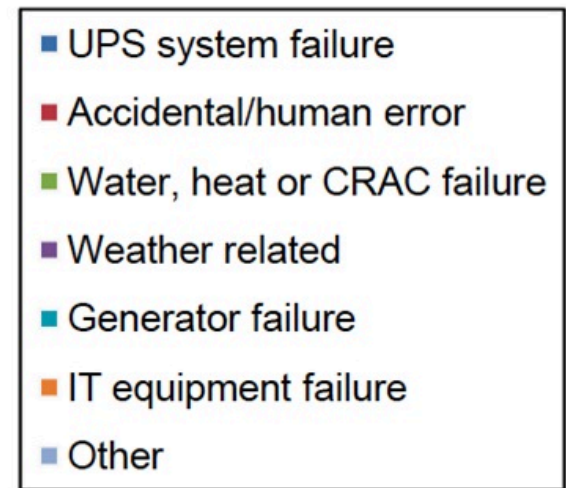 UPS system failure
Accidental/human error
Water, heat or CRAC failure
Weather related
Generator failure
IT equipment failure
Other